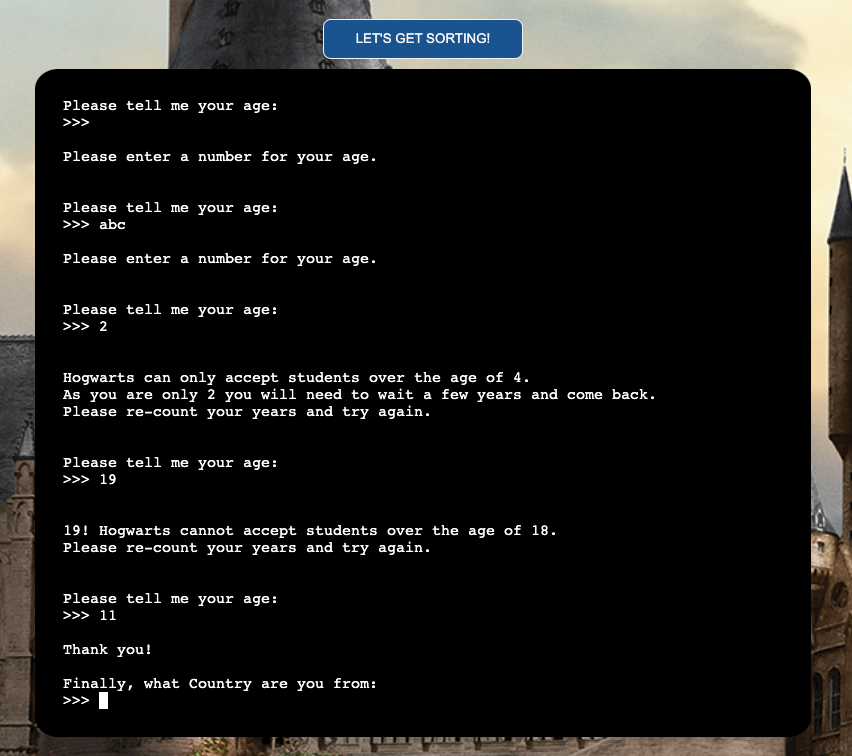 LET'S GET SORTING!
Please tell me your age:
>>>
Please enter a number for your age.
Please tell me your age:
>>> abc
Please enter a number for your age.
Please tell me your age:
>>> 2
Hogwarts can only accept students over the age of 4.
As you are only 2 you will need to wait a few years and come back.
Please re-count your years and try again.
Please tell me your age:
>>> 19
19! Hogwarts cannot accept students over the age of 18.
Please re-count your years and try again.
Please tell me your age:
>>> 11
Thank you!
Finally, what Country are you from:
>>>